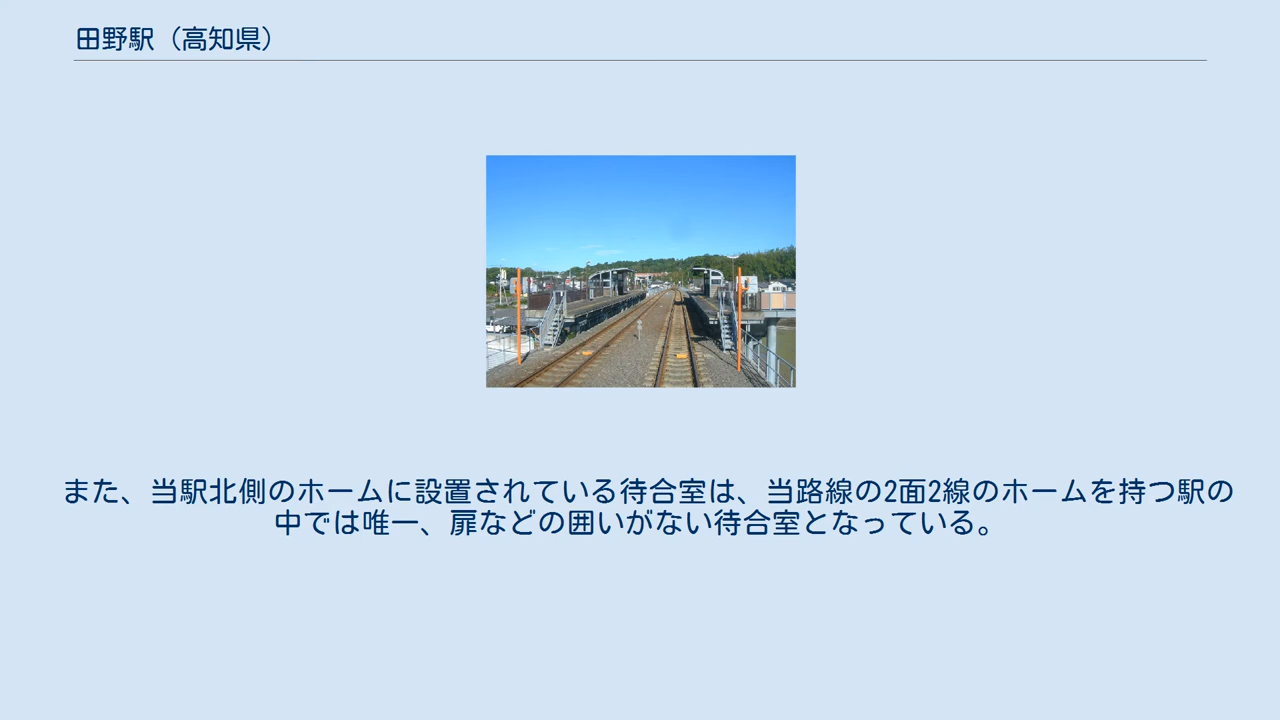 田野駅（高知県）
また、当駅北側のホームに設置されている待合室は、当路線の2面2線のホームを持つ駅の
中では唯一、扉などの囲いがない待合室となっている。